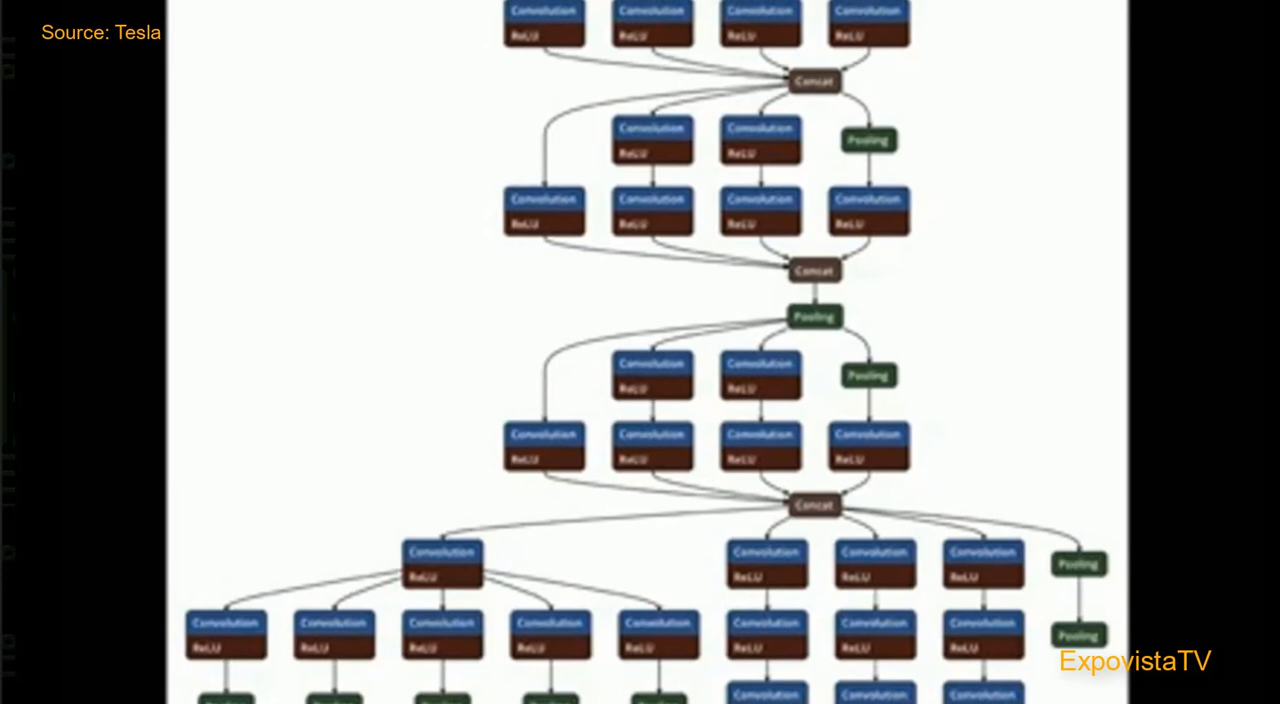 Source: Tesla
Convolution Convolution Convolution Convolution
ReLU ReLU ReLU ReLU
Concat
Convolution Convolution
Pooling
ReLU ReLU
Convolution Convolution Convolution Convolution
ReLU ReLU ReLU ReLU
Concat
Pooling
Convolution Convolution
Pooling
ReLU ReLU
Convolution Convolution Convolution Convolution
ReLU ReLU ReLU ReLU
Concat
Convolution Convolution Convolution Convolution
Pooling
ReLU ReLU ReLU ReLU
Convolution Convolution Convolution Convolution Convolution Convolution Convolution Convolution
Pooling
ReLU ReLU ReLU ReLU ReLU ReLU ReLU ReLU
ExpovistaTV
Convolution Convolution Convolution